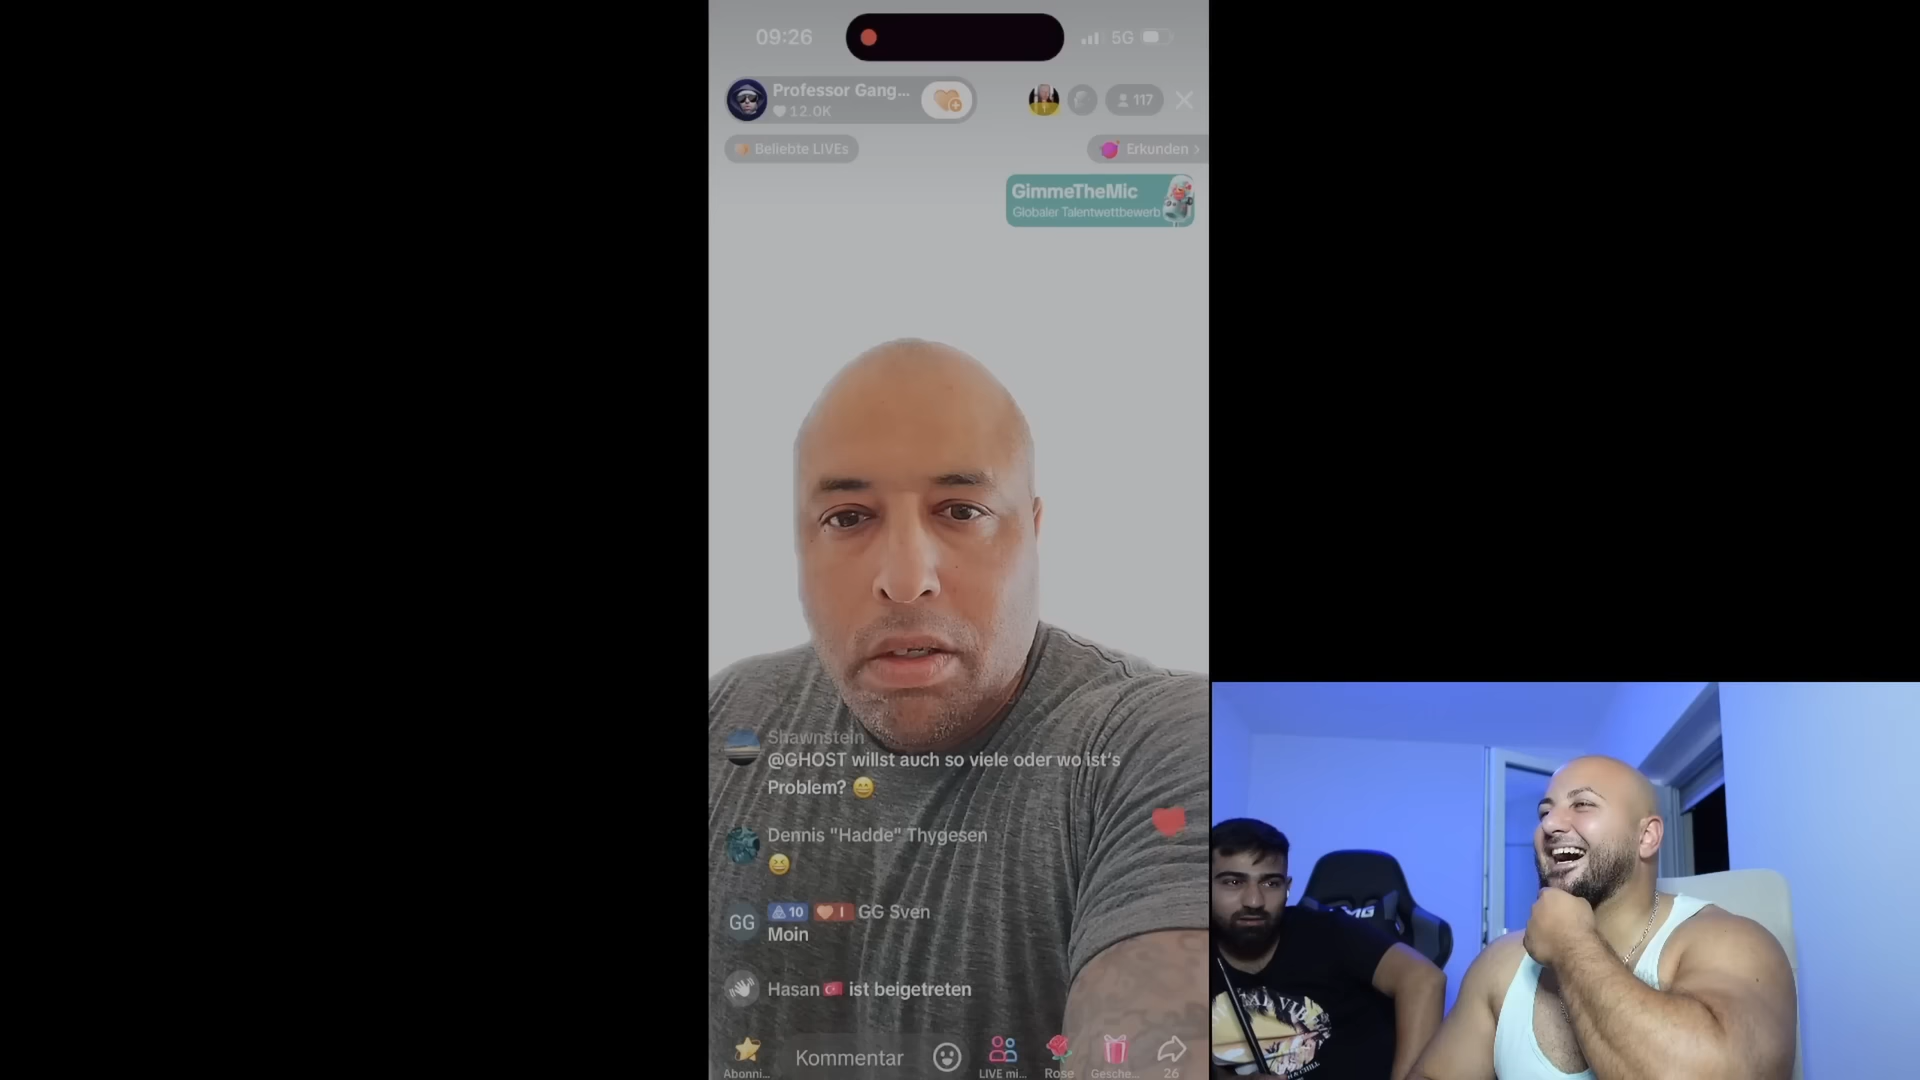 09:26
5G
Professor Gang...
12.0K
117
Beliebte LIVEs
Erkunden >
GimmeTheMic
Globaler Talentwettbewerb
Shawnstein
@GHOST willst auch so viele oder wo ist's
Problem? 😄
Dennis "Hadde" Thygesen
😆
GG
10
I
GG Sven
Moin
Hasan🇹🇷 ist beigetreten
Kommentar
Abonni...
LIVE mi...
Rose
Gesche...
26